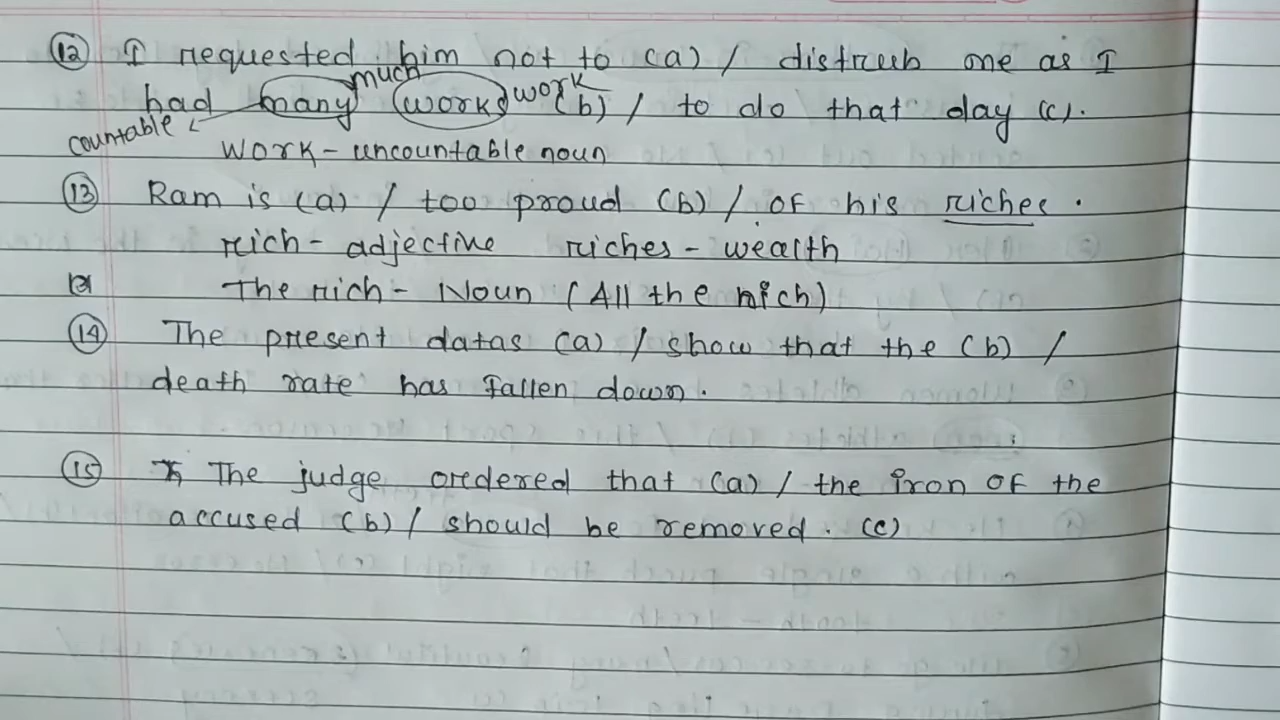 (12) I requested him not to (a) / distrub me as I
much work
had many works (b) / to do that day (c).
countable
work - uncountable noun
(13) Ram is (a) / too proud (b) / of his riches.
rich - adjective riches - wealth
The rich - Noun (All the rich)
(14) The present datas (a) / show that the (b) /
death rate has fallen down.
(15) The judge ordered that (a) / the iron of the
accused (b) / should be removed. (c)